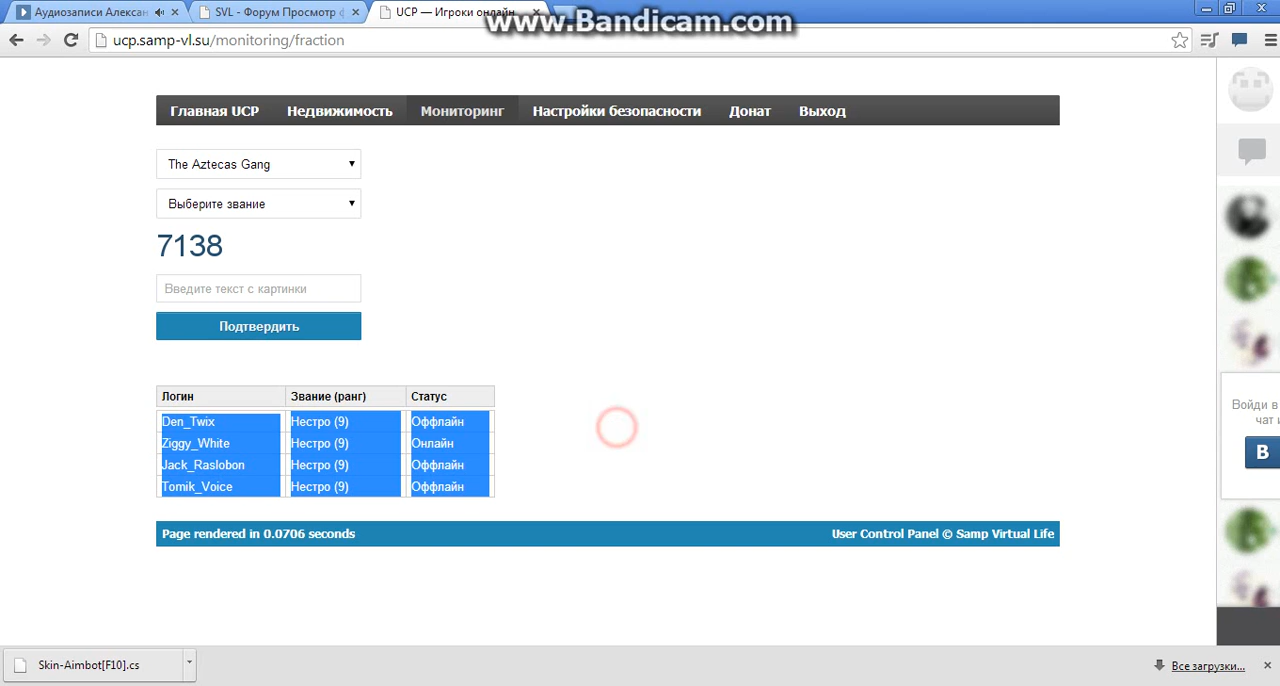 Аудиозаписи Алексан
SVL - Форум Просмотр ф
UCP — Игроки онлайн
www.Bandicam.com
ucp.samp-vl.su/monitoring/fraction
Главная UCP Недвижимость Мониторинг Настройки безопасности Донат Выход
The Aztecas Gang
Выберите звание
7138
Введите текст с картинки
Подтвердить
Войди в
чат и
B
Логин Звание (ранг) Статус
Den_Twix Нестро (9) Оффлайн
Ziggy_White Нестро (9) Онлайн
Jack_Raslobon Нестро (9) Оффлайн
Tomik_Voice Нестро (9) Оффлайн
Page rendered in 0.0706 seconds
User Control Panel © Samp Virtual Life
Skin-Aimbot[F10].cs
Все загрузки...